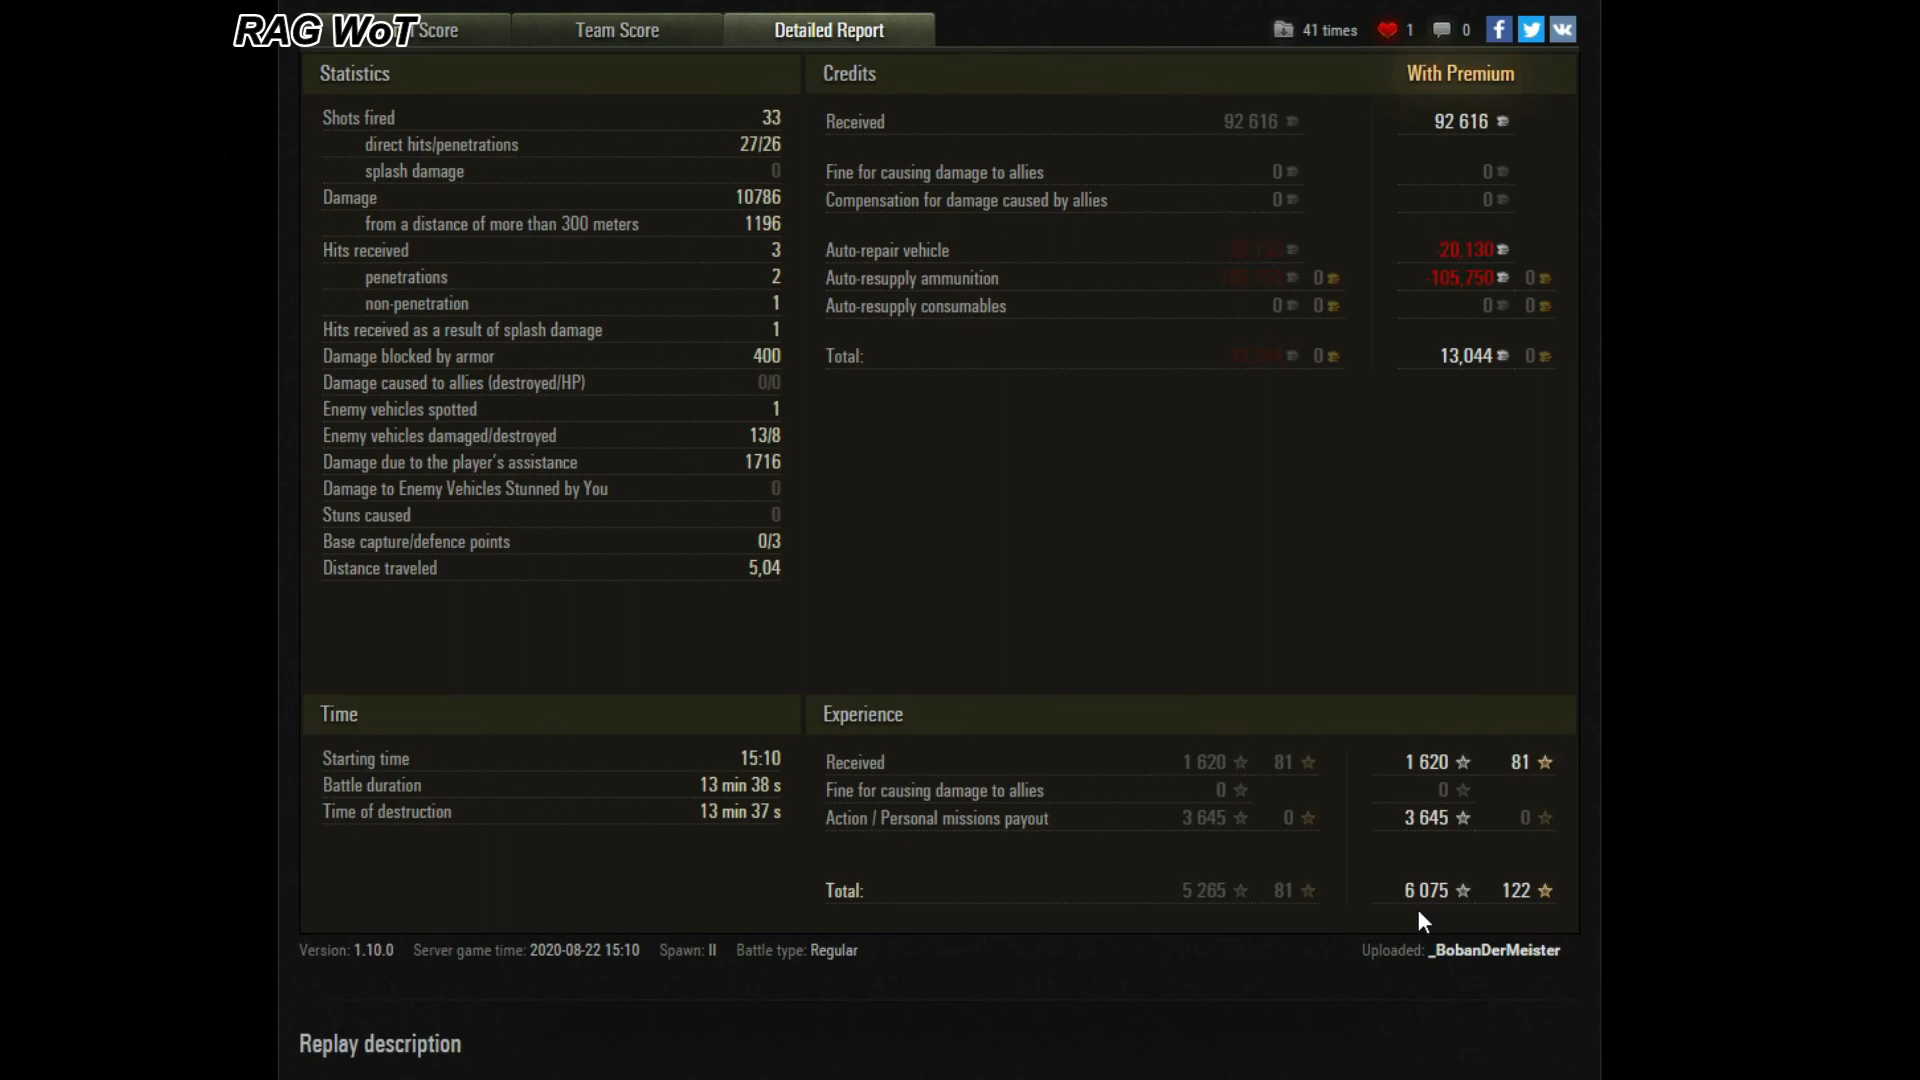 RAG WoT Score
Team Score
Detailed Report
41 times
1
0
Statistics
Credits
With Premium
Shots fired 33
direct hits/penetrations 27/26
splash damage 0
Damage 10786
from a distance of more than 300 meters 1196
Hits received 3
penetrations 2
non-penetration 1
Hits received as a result of splash damage 1
Damage blocked by armor 400
Damage caused to allies (destroyed/HP) 0/0
Enemy vehicles spotted 1
Enemy vehicles damaged/destroyed 13/8
Damage due to the player's assistance 1716
Damage to Enemy Vehicles Stunned by You 0
Stuns caused 0
Base capture/defence points 0/3
Distance traveled 5,04
Received 92 616 92 616
Fine for causing damage to allies 0 0
Compensation for damage caused by allies 0 0
Auto-repair vehicle -20,130
Auto-resupply ammunition 0 -105,750 0
Auto-resupply consumables 0 0 0 0
Total: 0 13,044 0
Time
Starting time 15:10
Battle duration 13 min 38 s
Time of destruction 13 min 37 s
Experience
Received 1 620 81 1 620 81
Fine for causing damage to allies 0 0
Action / Personal missions payout 3 645 0 3 645 0
Total: 5 265 81 6 075 122
Version: 1.10.0 Server game time: 2020-08-22 15:10 Spawn: II Battle type: Regular
Uploaded: _BobanDerMeister
Replay description